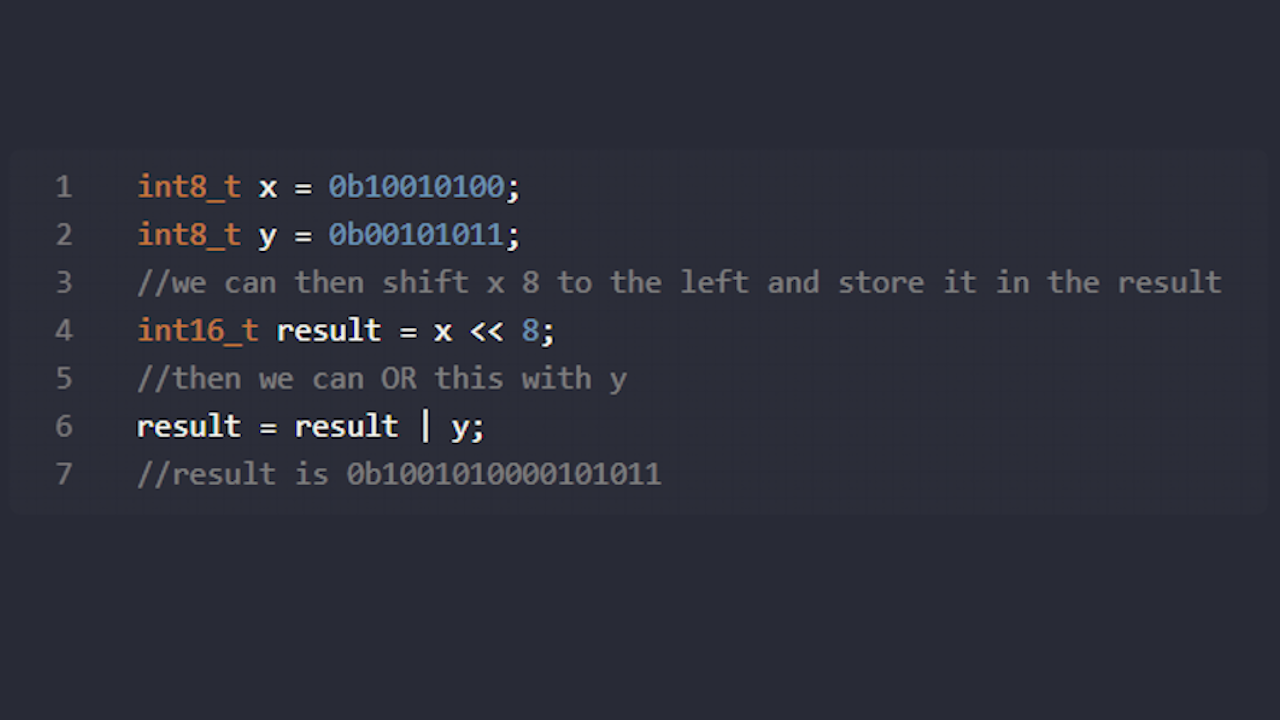 1 int8_t x = 0b10010100;
2 int8_t y = 0b00101011;
3 //we can then shift x 8 to the left and store it in the result
4 int16_t result = x << 8;
5 //then we can OR this with y
6 result = result | y;
7 //result is 0b1001010000101011